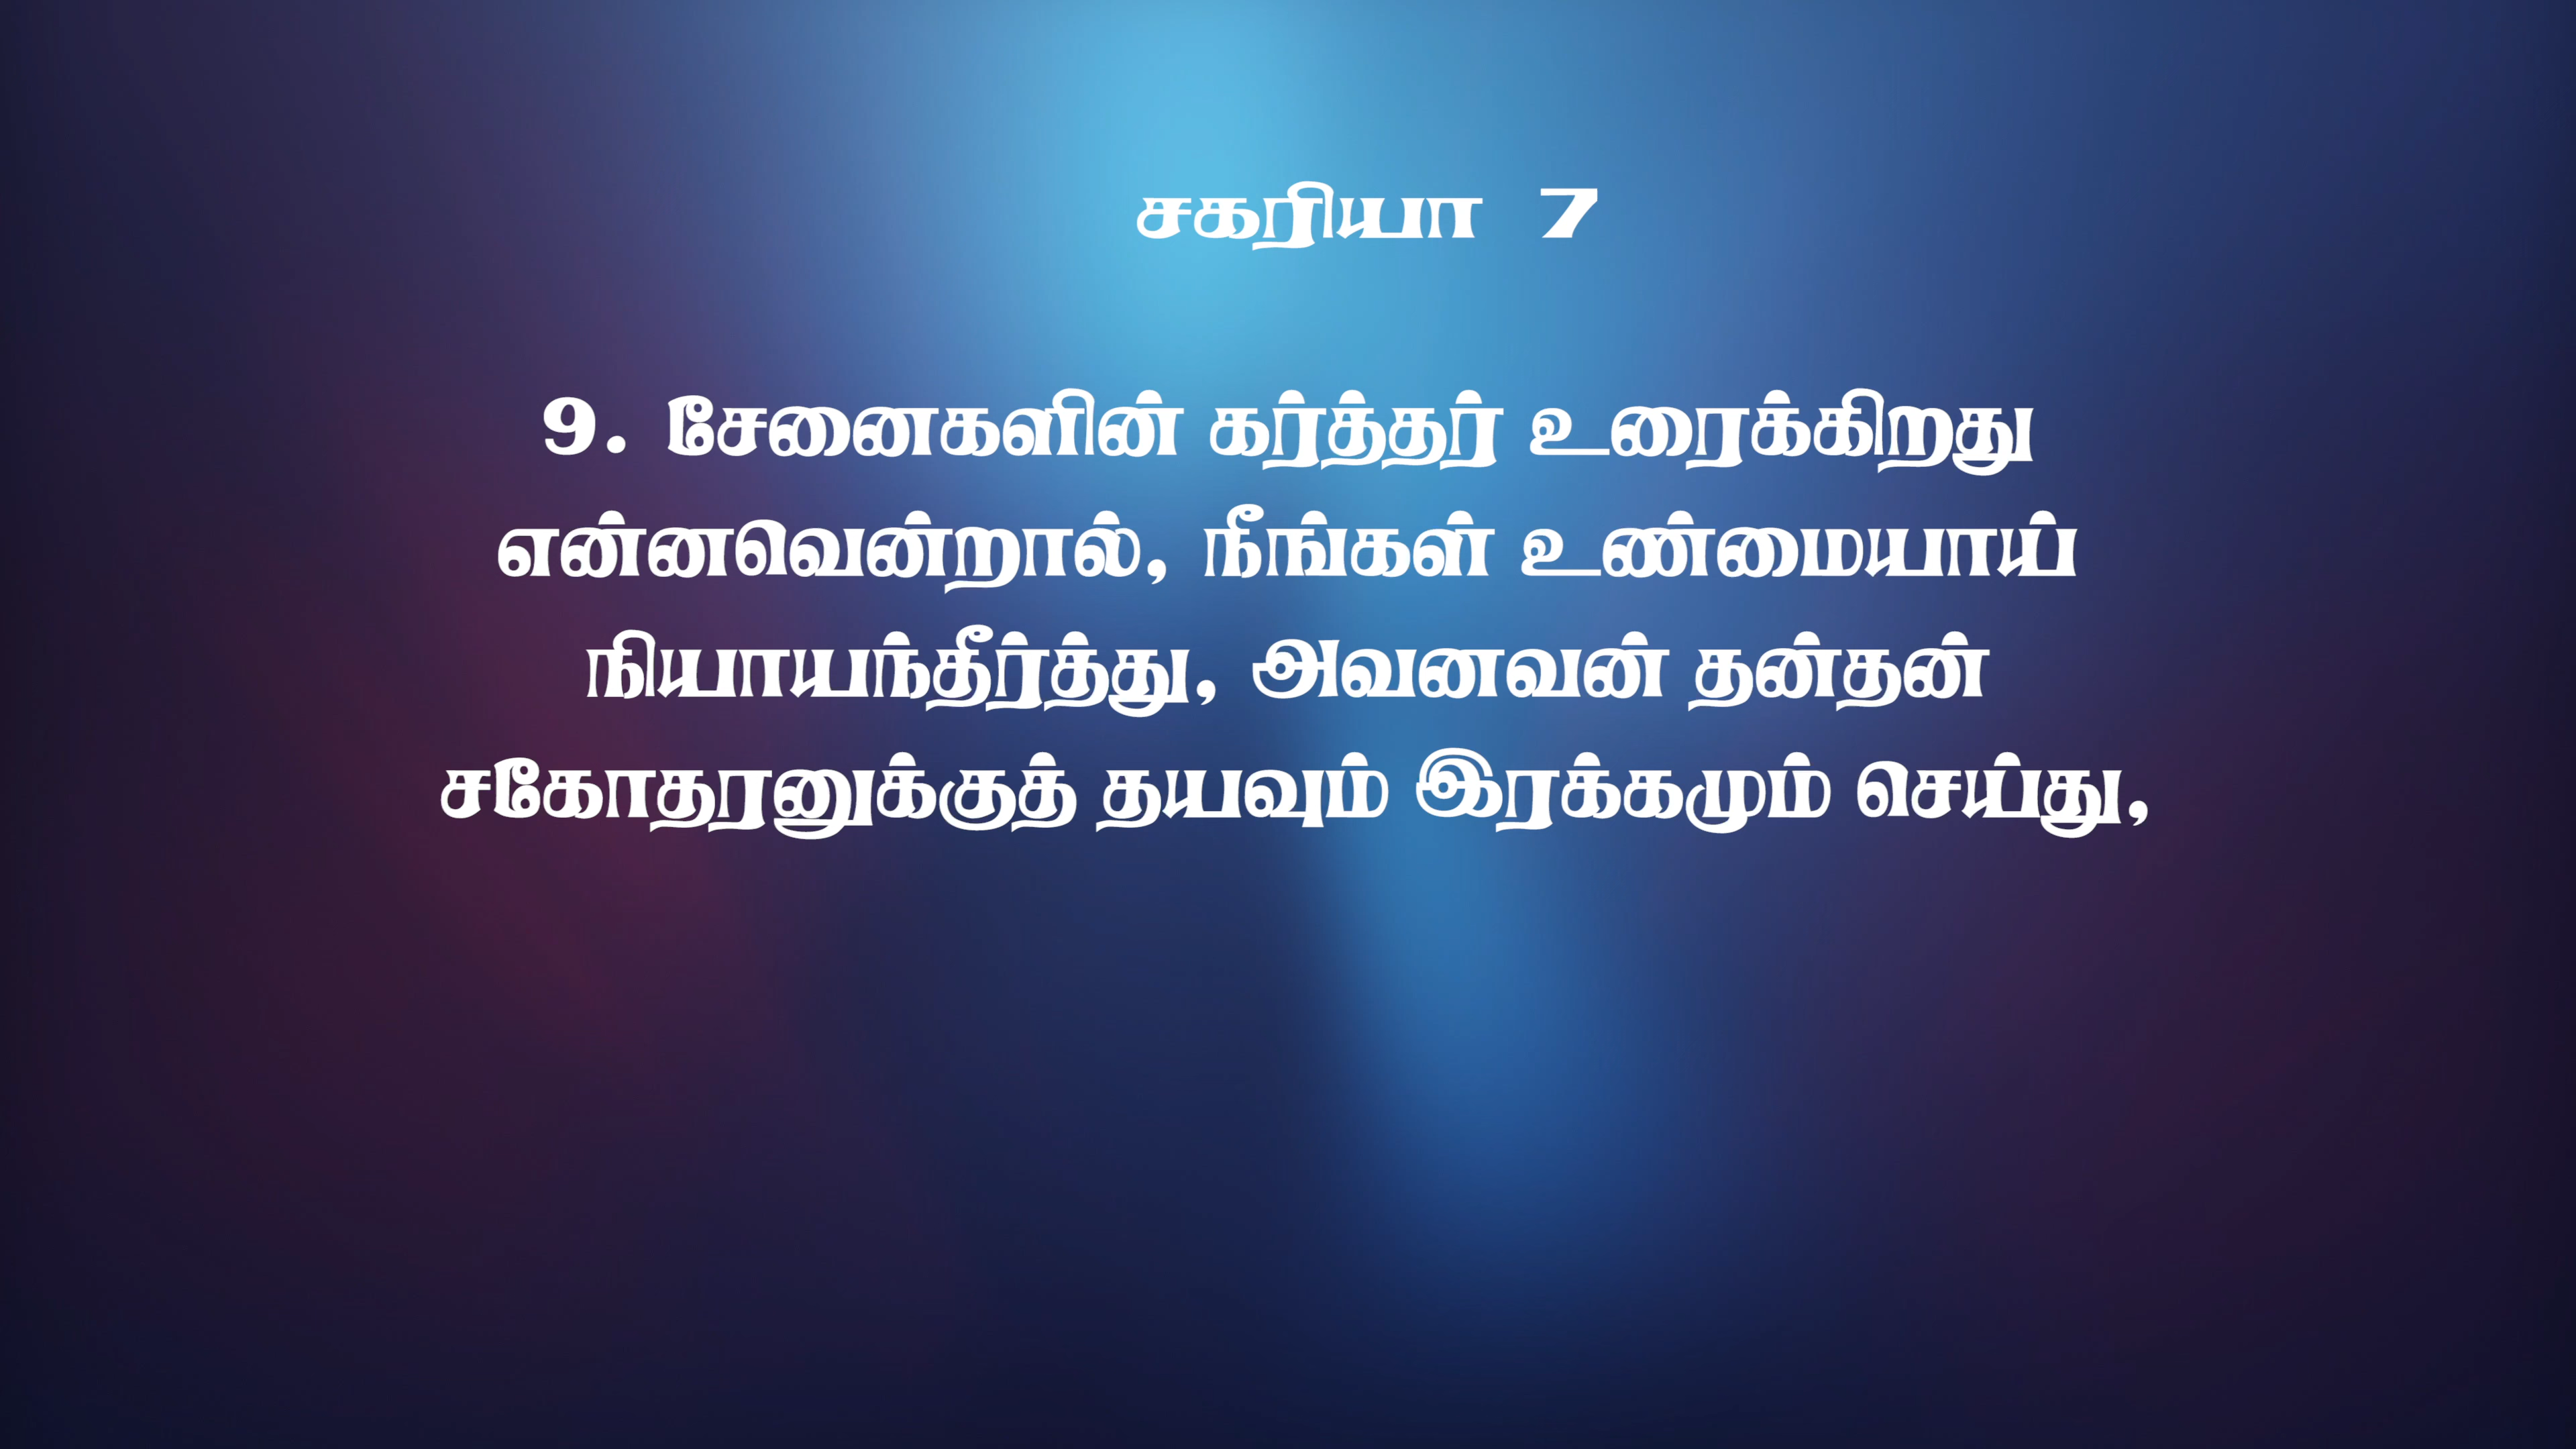 சகரியா 7
9. சேனைகளின் கர்த்தர் உரைக்கிறது
என்னவென்றால், நீங்கள் உண்மையாய்
நியாயந்தீர்த்து, அவனவன் தன்தன்
சகோதரனுக்குத் தயவும் இரக்கமும் செய்து,